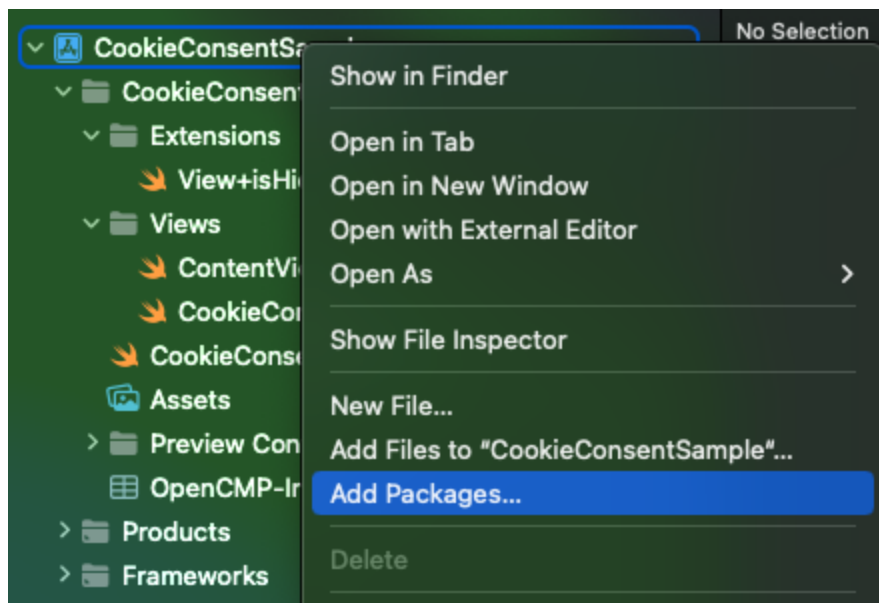 No Selection
CookieConsentSa
CookieConsen
Extensions
View+isHi
Views
ContentVi
CookieCo
CookieConse
Assets
Preview Con
OpenCMP-In
Products
Frameworks
Show in Finder
Open in Tab
Open in New Window
Open with External Editor
Open As
Show File Inspector
New File...
Add Files to “CookieConsentSample“...
Add Packages...
Delete